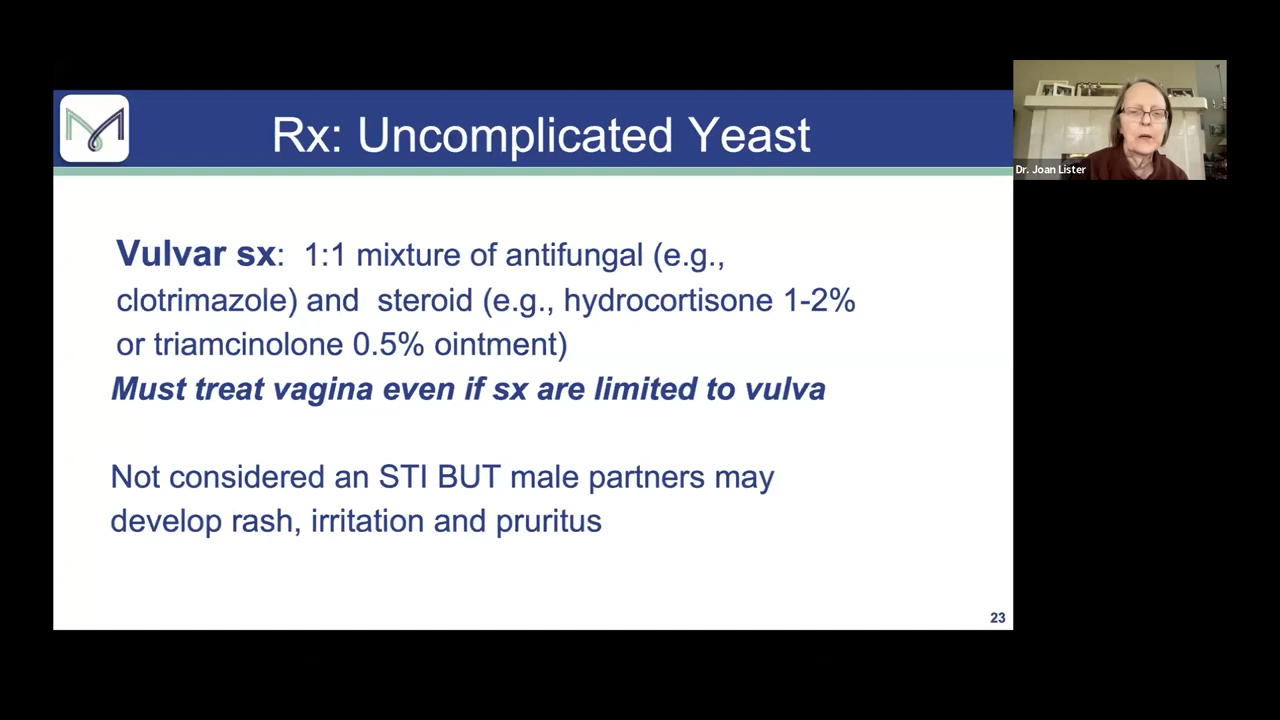 Rx: Uncomplicated Yeast
Dr. Joan Lister
Vulvar sx:  1:1 mixture of antifungal (e.g.,
clotrimazole) and  steroid (e.g., hydrocortisone 1-2%
or triamcinolone 0.5% ointment)
Must treat vagina even if sx are limited to vulva
Not considered an STI BUT male partners may
develop rash, irritation and pruritus
23